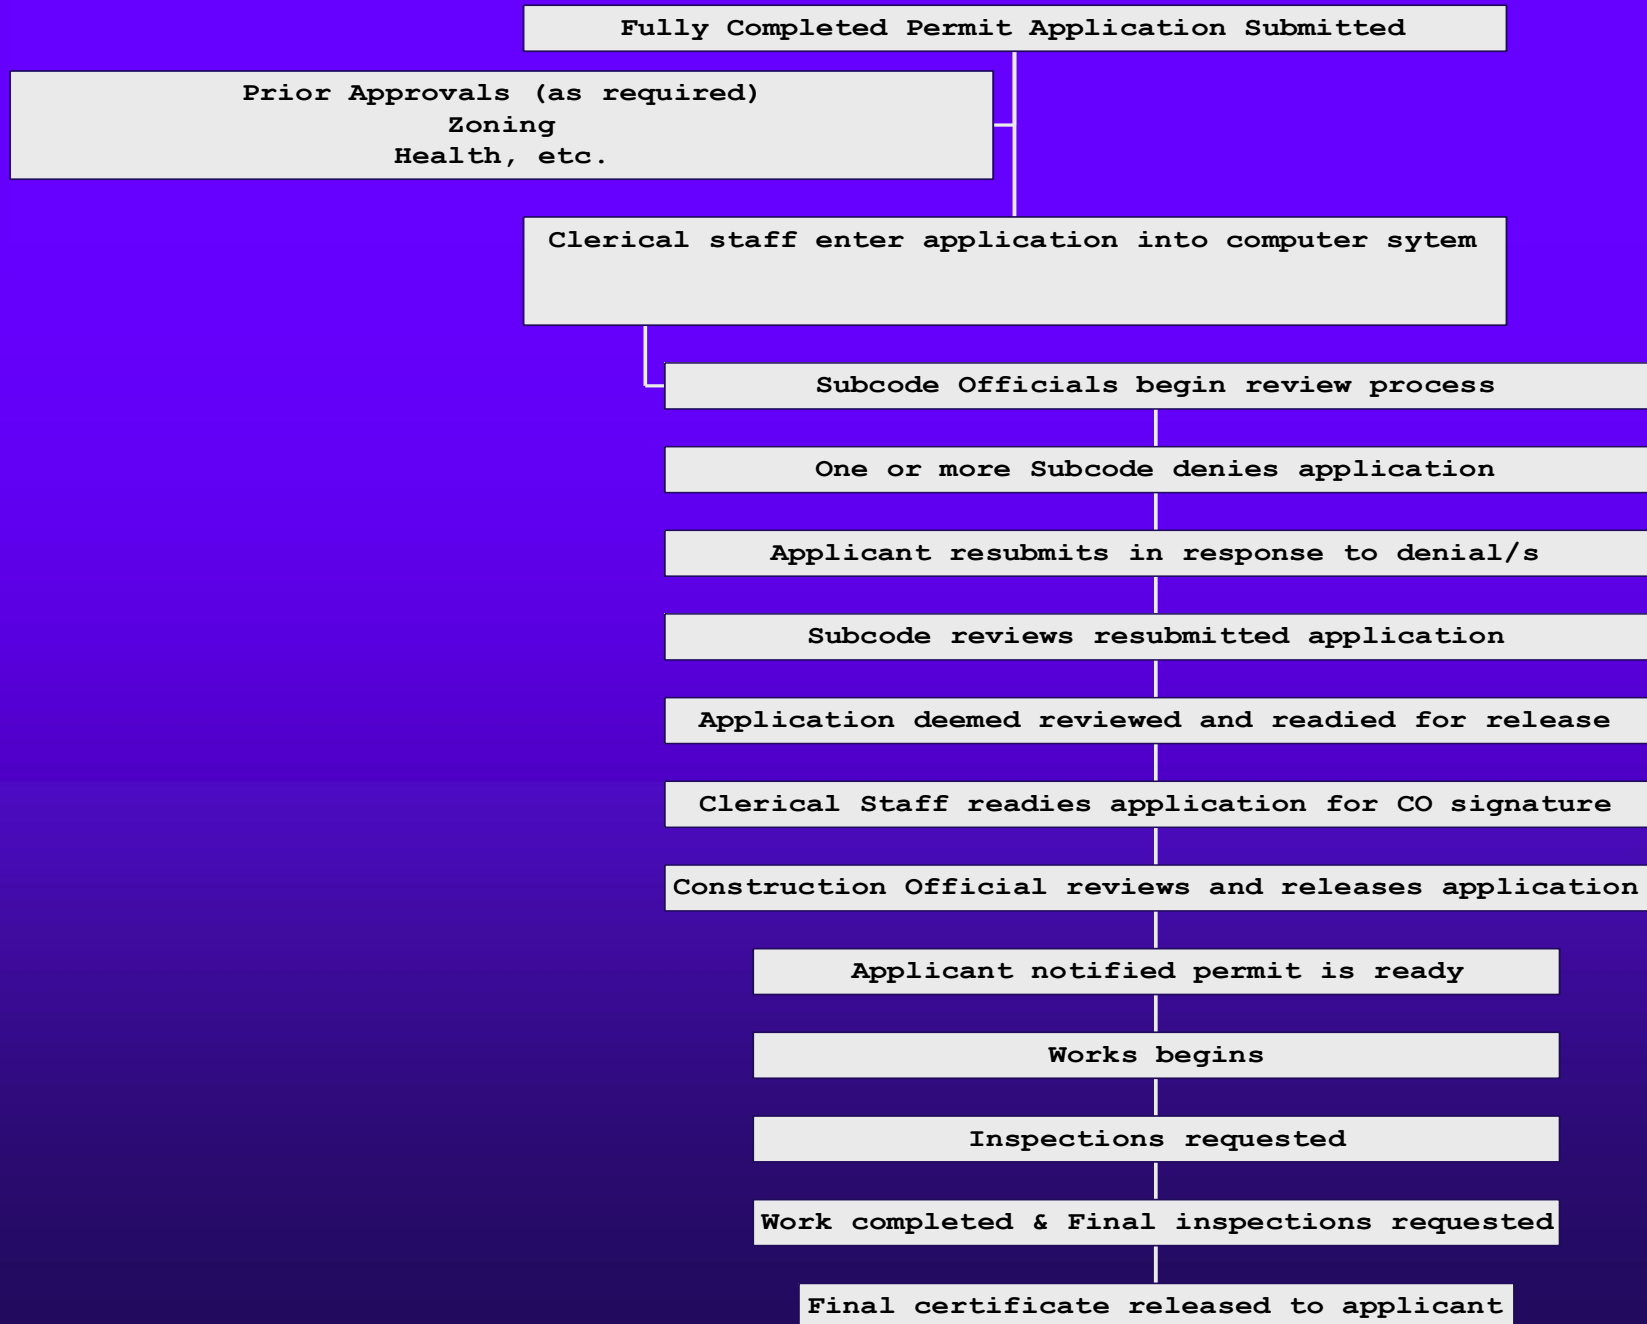 Fully Completed Permit Application Submitted
Prior Approvals (as required)
Zoning
Health, etc.
Clerical staff enter application into computer sytem
Subcode Officials begin review process
One or more Subcode denies application
Applicant resubmits in response to denial/s
Subcode reviews resubmitted application
Application deemed reviewed and readied for release
Clerical Staff readies application for CO signature
Construction Official reviews and releases application
Applicant notified permit is ready
Works begins
Inspections requested
Work completed & Final inspections requested
Final certificate released to applicant